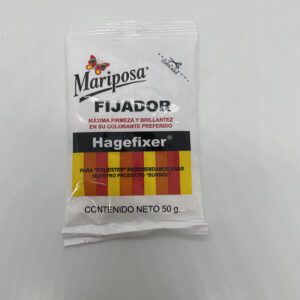 Mariposa®
FIJADOR
MÁXIMA FIRMEZA Y BRILLANTEZ
EN SU COLORANTE PREFERIDO
Hagefixer®
PARA "POLIESTER" RECOMENDAMOS USAR
NUESTRO PRODUCTO "SURMOL"
CONTENIDO NETO 50 g.